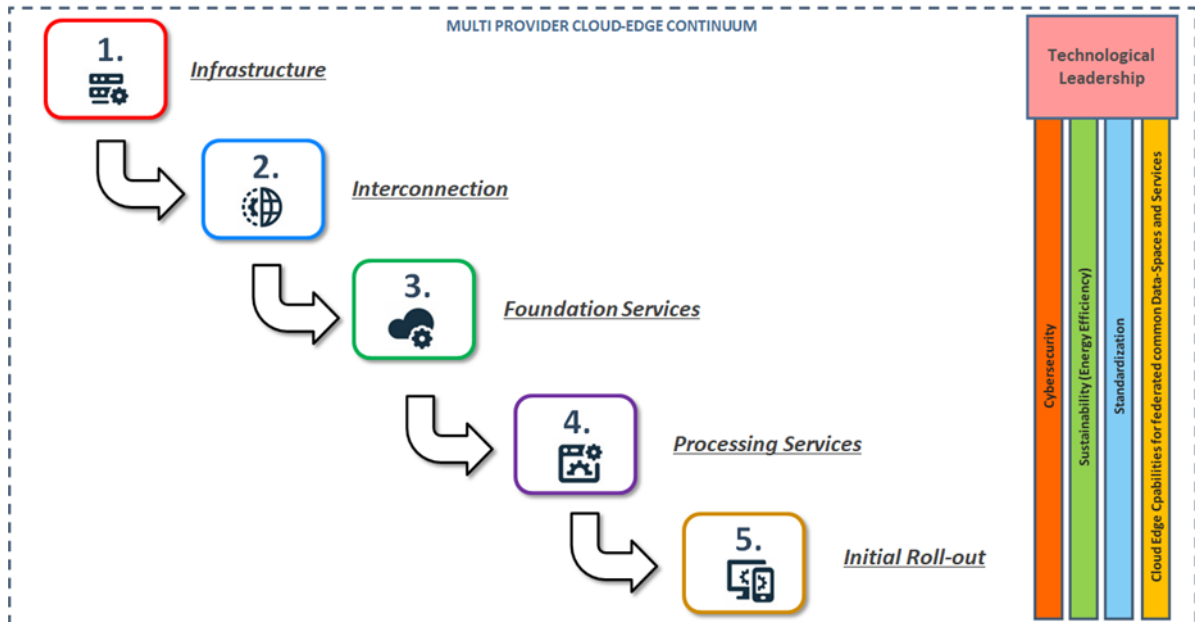 MULTI PROVIDER CLOUD-EDGE CONTINUUM
1.
Infrastructure
2.
Interconnection
3.
Foundation Services
4.
Processing Services
5.
Initial Roll-out
Technological
Leadership
Cybersecurity
Sustainability (Energy Efficiency)
Standardization
Cloud Edge Cpabilities for federated common Data-Spaces and Services